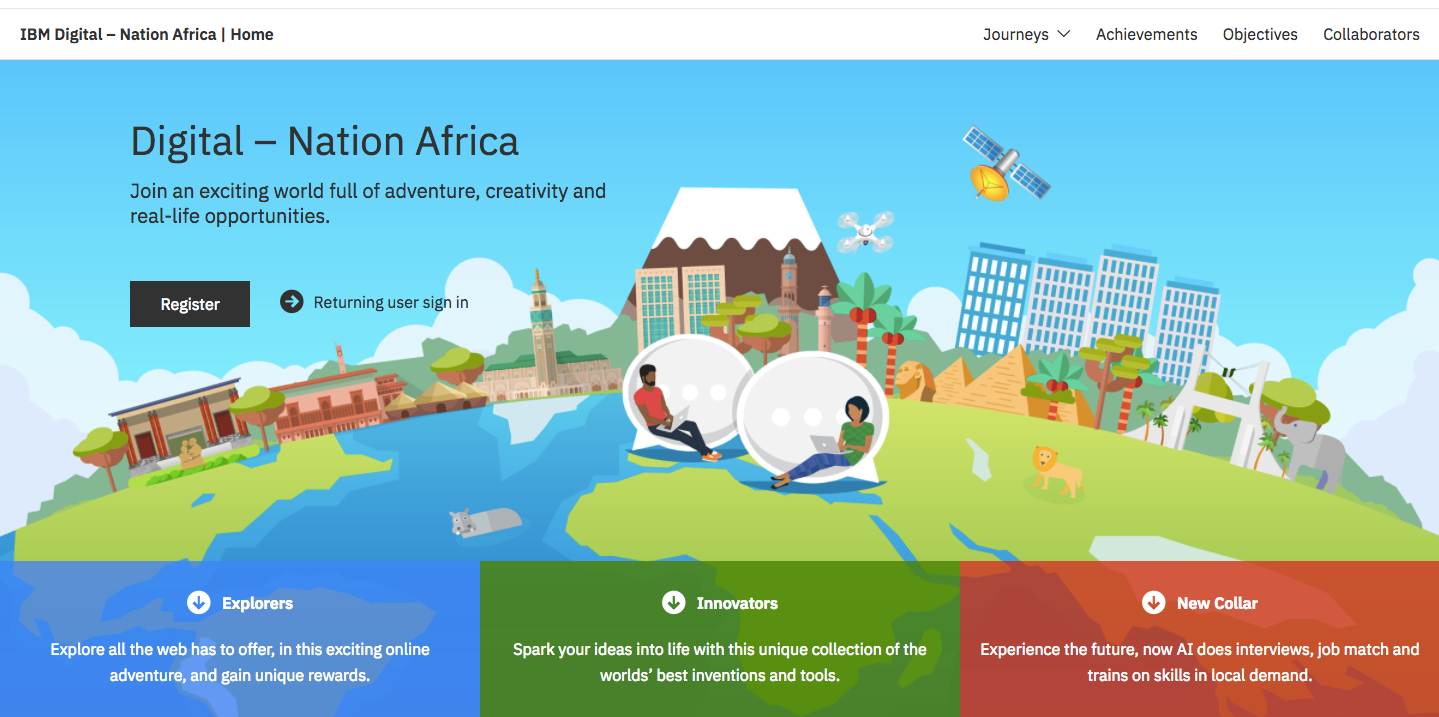 IBM Digital – Nation Africa | Home
Journeys
Achievements
Objectives
Collaborators
Digital – Nation Africa
Join an exciting world full of adventure, creativity and
real-life opportunities.
Register
Returning user sign in
Explorers
Explore all the web has to offer, in this exciting online
adventure, and gain unique rewards.
Innovators
Spark your ideas into life with this unique collection of the
worlds’ best inventions and tools.
New Collar
Experience the future, now AI does interviews, job match and
trains on skills in local demand.